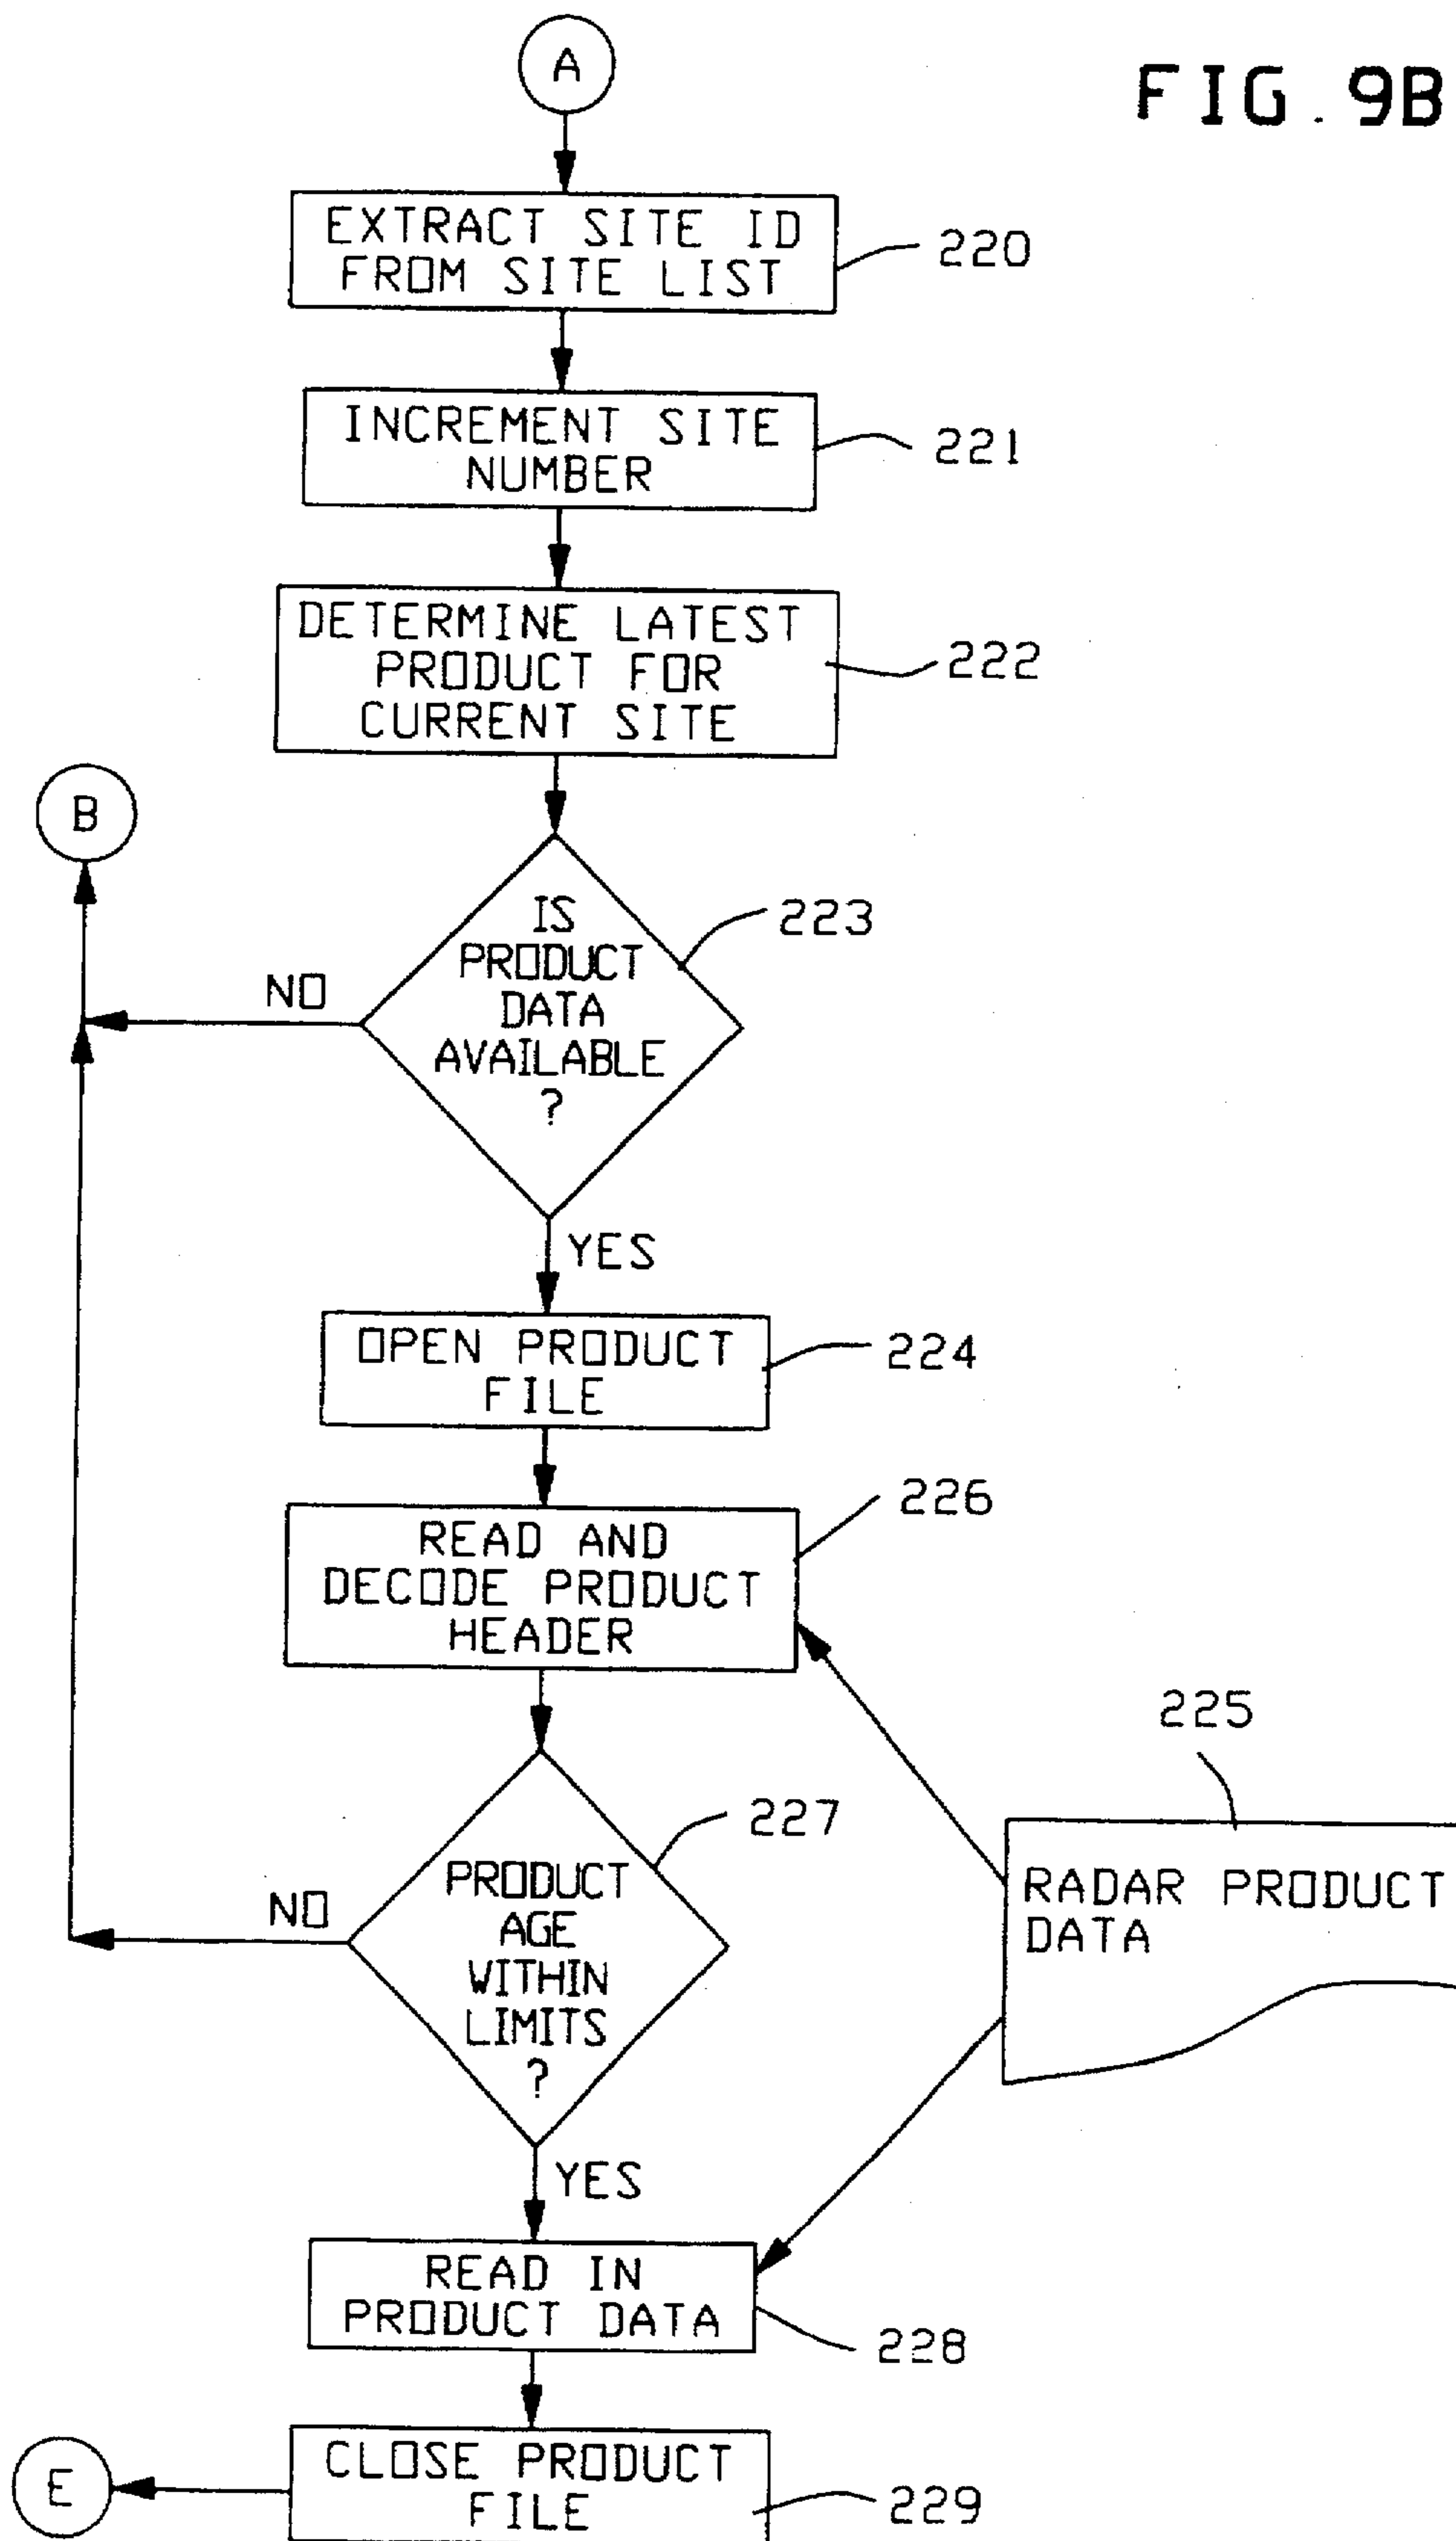 FIG. 9B
A
EXTRACT SITE ID
FROM SITE LIST
220
INCREMENT SITE
NUMBER
221
DETERMINE LATEST
PRODUCT FOR
CURRENT SITE
222
B
IS
PRODUCT
DATA
AVAILABLE
?
223
NO
YES
OPEN PRODUCT
FILE
224
READ AND
DECODE PRODUCT
HEADER
226
225
RADAR PRODUCT
DATA
PRODUCT
AGE
WITHIN
LIMITS
?
227
NO
YES
READ IN
PRODUCT DATA
228
CLOSE PRODUCT
FILE
229
E